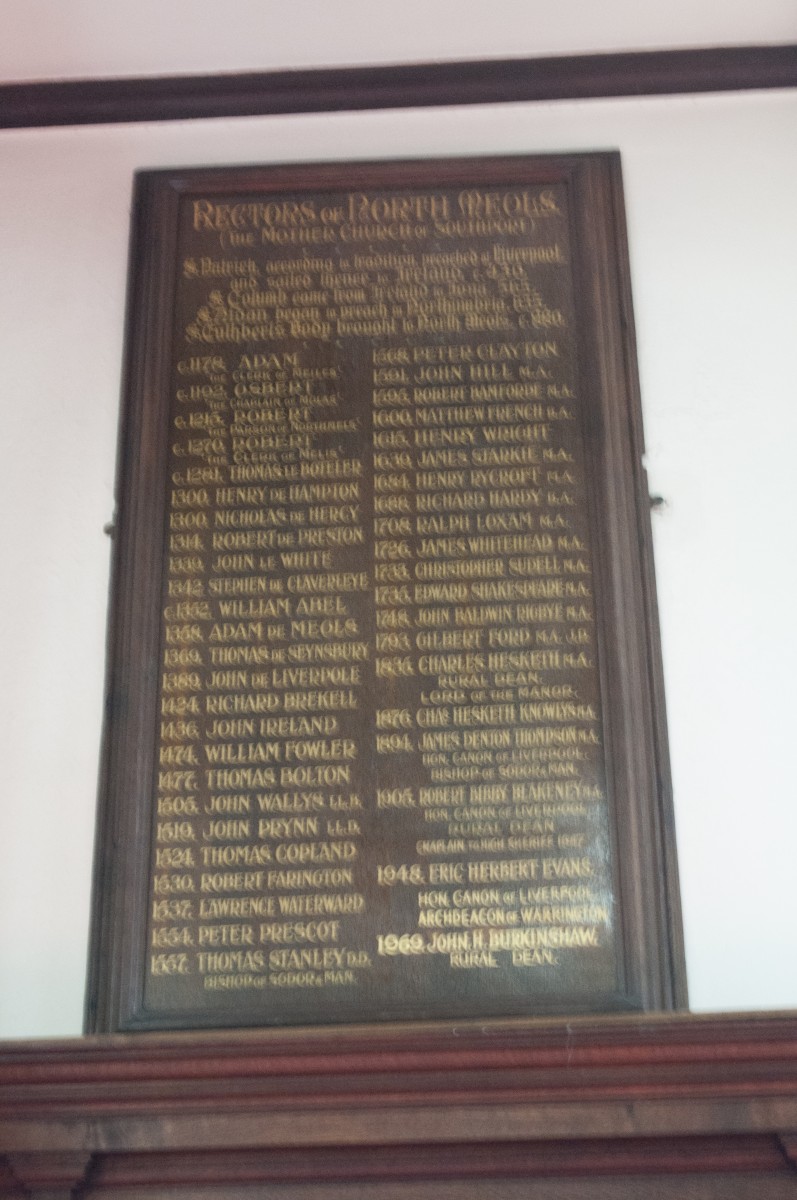 RECTORS OF NORTH MEOLS.
(THE MOTHER CHURCH OF SOUTHPORT)
S. Patrick, according to tradition, preached at Liverpool,
and sailed thence to Ireland, c. 430.
S. Columb came from Ireland to Iona, 563.
S. Aidan began to preach in Northumbria, 635.
S. Cuthbert's Body brought to North Meols, c. 880.
c. 1178. ADAM
"THE CLERK OF MEILES."
c. 1192. OSBERT
"THE CHAPLAIN OF MOLAS."
c. 1215. ROBERT
"THE PARSON OF NORTHMELS."
c. 1270. ROBERT
"THE CLERK OF MELIS."
c. 1281. THOMAS LE BOTELER
1300. HENRY DE HAMPTON
1300. NICHOLAS DE HERCY
1314. ROBERT DE PRESTON
1339. JOHN LE WHITE
1342. STEPHEN DE CLAVERLEYE
c. 1352. WILLIAM ABEL
1358. ADAM DE MEOLS.
1369. THOMAS DE SEYNSBURY
1389. JOHN DE LIVERPOLE
1424. RICHARD BREKELL
1436. JOHN IRELAND
1474. WILLIAM FOWLER
1477. THOMAS BOLTON
1505. JOHN WALLYS LL.B.
1519. JOHN PRYNN LL.D.
1524. THOMAS COPLAND
1530. ROBERT FARINGTON
1537. LAWRENCE WATERWARD
1554. PETER PRESCOT
1557. THOMAS STANLEY D.D.
BISHOP OF SODOR & MAN.
1568. PETER CLAYTON
1591. JOHN HILL M.A.
1595. ROBERT HAMFORDE M.A.
1600. MATTHEW FRENCH B.A.
1615. HENRY WRIGHT
1639. JAMES STARKIE M.A.
1684. HENRY RYCROFT M.A.
1688. RICHARD HARDY B.A.
1708. RALPH LOXAM M.A.
1726. JAMES WHITEHEAD M.A.
1733. CHRISTOPHER SUDELL M.A.
1735. EDWARD SHAKESPEARE M.A.
1748. JOHN BALDWIN RIGBYE M.A.
1793. GILBERT FORD M.A. J.P.
1835. CHARLES HESKETH M.A.
RURAL DEAN.
LORD OF THE MANOR.
1876. CHAS HESKETH KNOWLYS M.A.
1894. JAMES DENTON THOMPSON M.A.
HON. CANON OF LIVERPOOL.
BISHOP OF SODOR & MAN.
1905. ROBERT BIBBY BLAKENEY M.A.
HON. CANON OF LIVERPOOL
RURAL DEAN
CHAPLAIN TO HIGH SHERIFF
1948. ERIC HERBERT EVANS.
HON. CANON OF LIVERPOOL
ARCHDEACON OF WARRINGTON
1969. JOHN. H. BURKINSHAW.
RURAL DEAN.